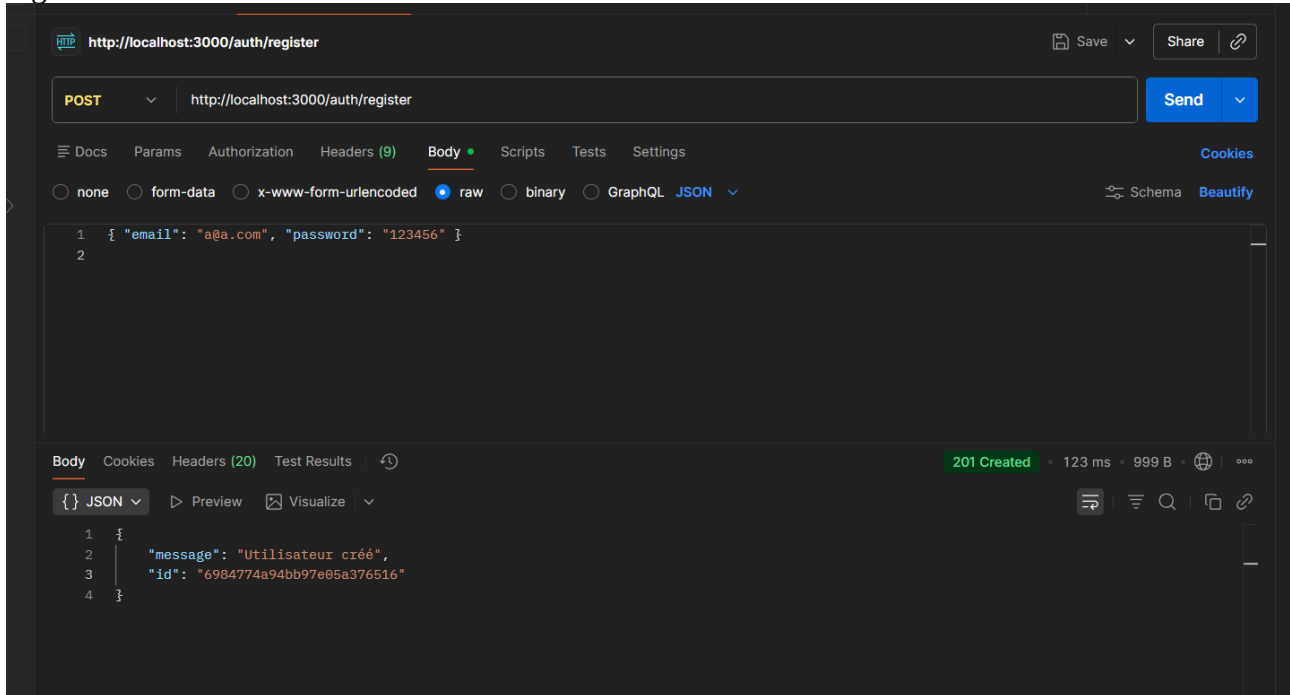 HTTP http://localhost:3000/auth/register Save Share
POST http://localhost:3000/auth/register Send
Docs Params Authorization Headers (9) Body Scripts Tests Settings Cookies
none form-data x-www-form-urlencoded raw binary GraphQL JSON Schema Beautify
1 { "email": "a@a.com", "password": "123456" }
2
Body Cookies Headers (20) Test Results 201 Created 123 ms 999 B
{} JSON Preview Visualize
1 {
2 "message": "Utilisateur créé",
3 "id": "6984774a94bb97e05a376516"
4 }